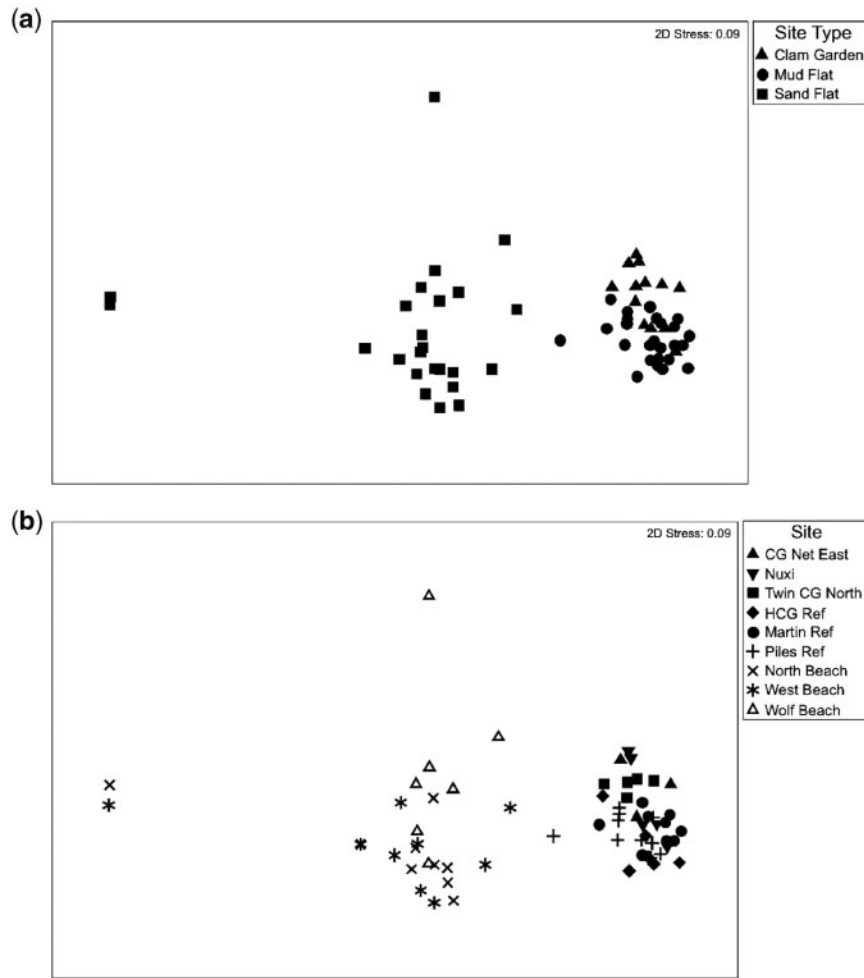 (a)
2D Stress: 0.09
Site Type
Clam Garden
Mud Flat
Sand Flat
(b)
2D Stress: 0.09
Site
CG Net East
Nuxi
Twin CG North
HCG Ref
Martin Ref
Piles Ref
North Beach
West Beach
Wolf Beach